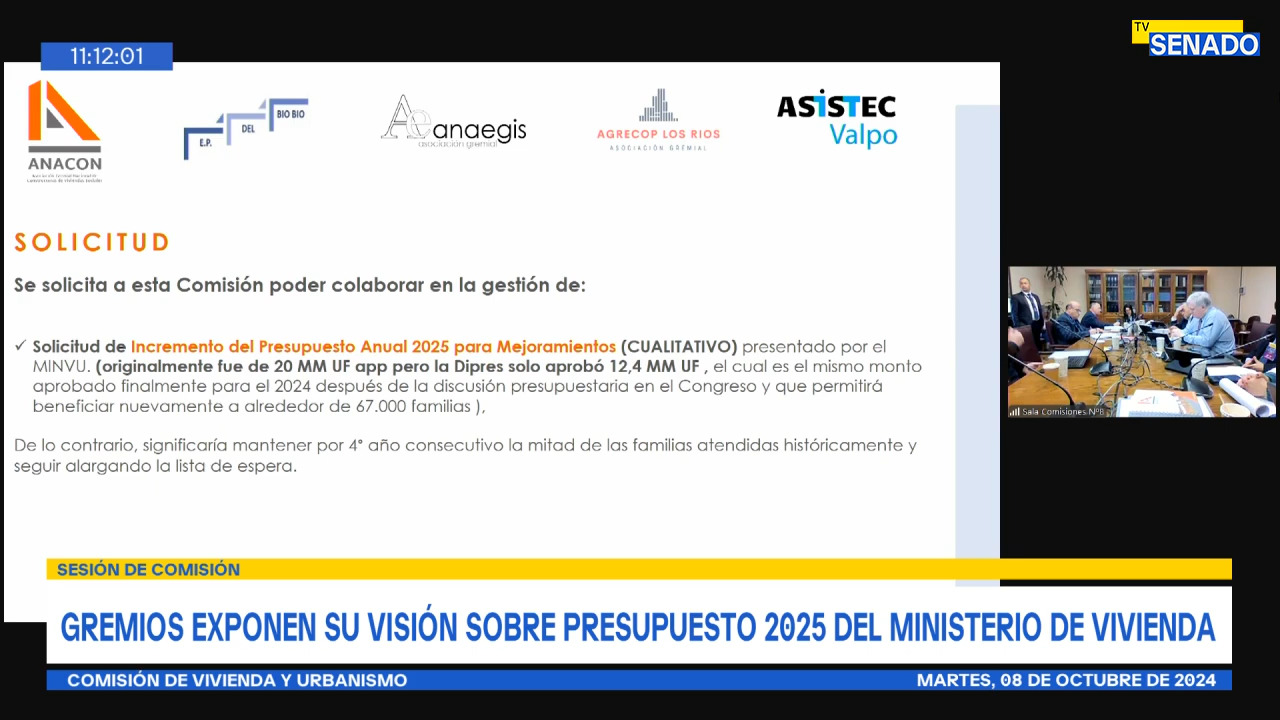 11:12:01
TV
SENADO
ANACON
E.P.
DEL
BIO BIO
Ae anaegis
asociación gremial
AGRECOP LOS RIOS
ASOCIACIÓN GREMIAL
ASISTEC
Valpo
SOLICITUD
Se solicita a esta Comisión poder colaborar en la gestión de:
✓ Solicitud de Incremento del Presupuesto Anual 2025 para Mejoramientos (CUALITATIVO) presentado por el
MINVU. (originalmente fue de 20 MM UF app pero la Dipres solo aprobó 12,4 MM UF , el cual es el mismo monto
aprobado finalmente para el 2024 después de la discusión presupuestaria en el Congreso y que permitirá
beneficiar nuevamente a alrededor de 67.000 familias ),
De lo contrario, significaría mantener por 4° año consecutivo la mitad de las familias atendidas históricamente y
seguir alargando la lista de espera.
Sala Comisiones Nº8
SESIÓN DE COMISIÓN
GREMIOS EXPONEN SU VISIÓN SOBRE PRESUPUESTO 2025 DEL MINISTERIO DE VIVIENDA
COMISIÓN DE VIVIENDA Y URBANISMO
MARTES, 08 DE OCTUBRE DE 2024